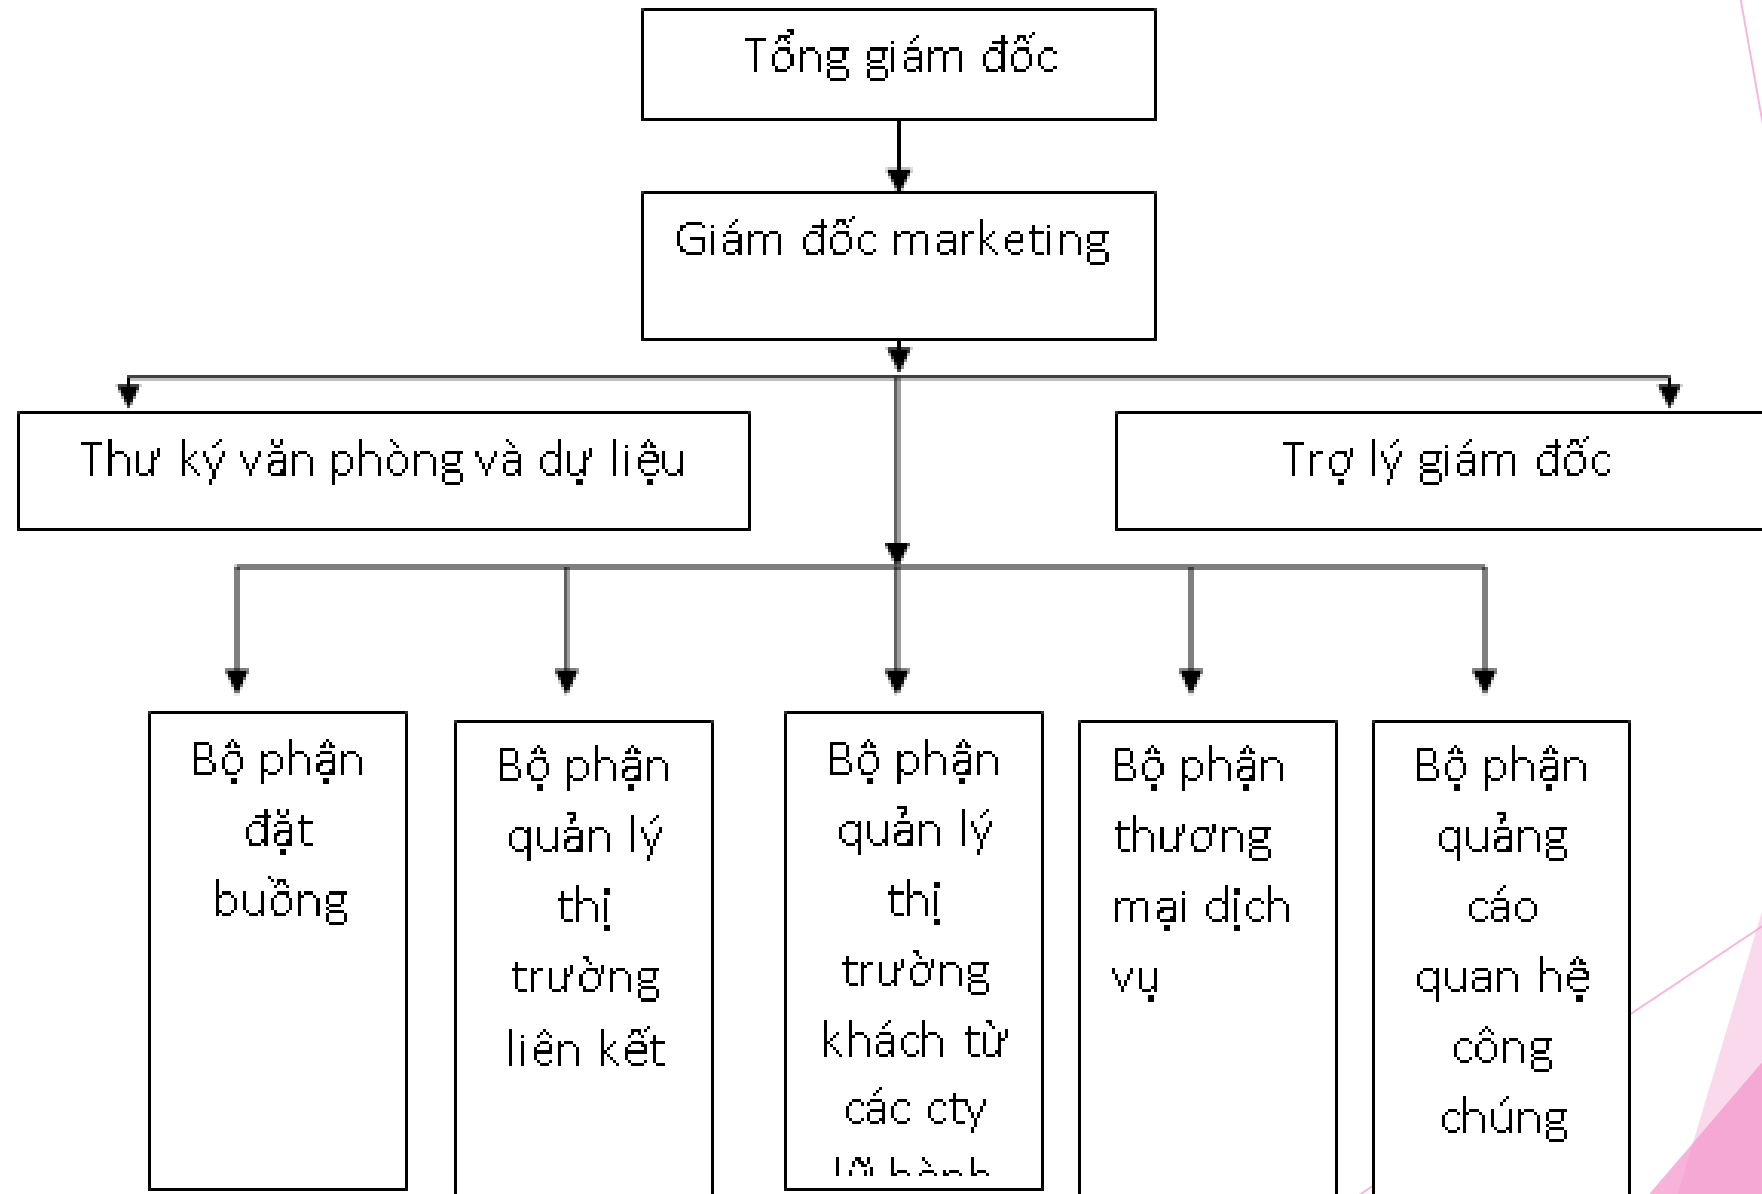 Tổng giám đốc
Giám đốc marketing
Thư ký văn phòng và dự liệu
Trợ lý giám đốc
Bộ phận
đặt
buồng
Bộ phận
quản lý
thị
trường
liên kết
Bộ phận
quản lý
thị
trường
khách từ
các cty
Bộ phận
thương
mại dịch
vụ
Bộ phận
quảng
cáo
quan hệ
công
chúng